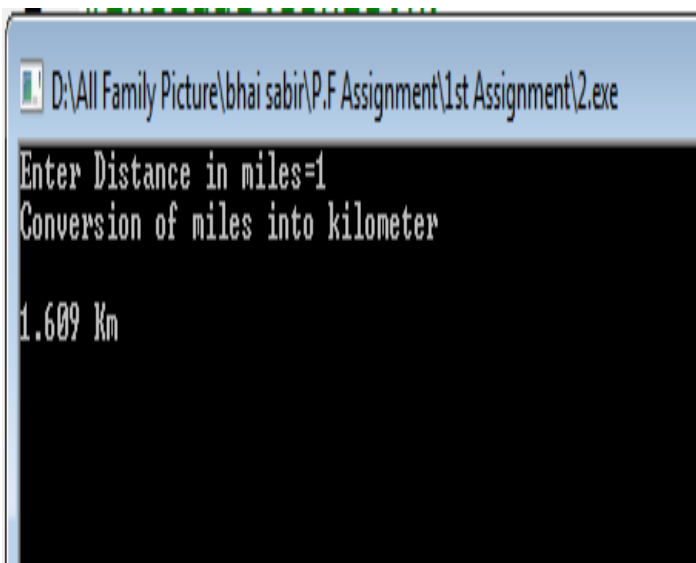 D:\All Family Picture\bhai sabir\P.F Assignment\1st Assignment\2.exe
Enter Distance in miles=1
Conversion of miles into kilometer
1.609 Km